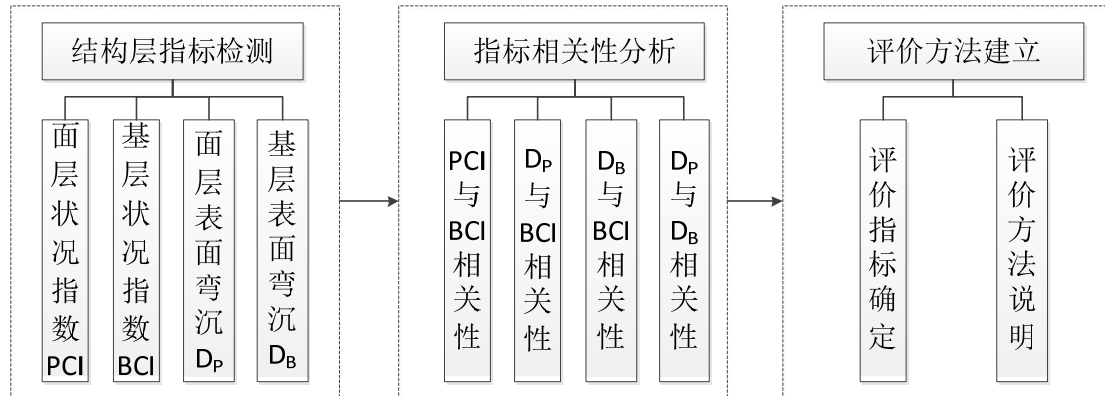 结构层指标检测
面层状况指数PCI
基层状况指数BCI
面层表面弯沉DP
基层表面弯沉DB
指标相关性分析
PCI与BCI相关性
DP与BCI相关性
DB与BCI相关性
DP与DB相关性
评价方法建立
评价指标确定
评价方法说明